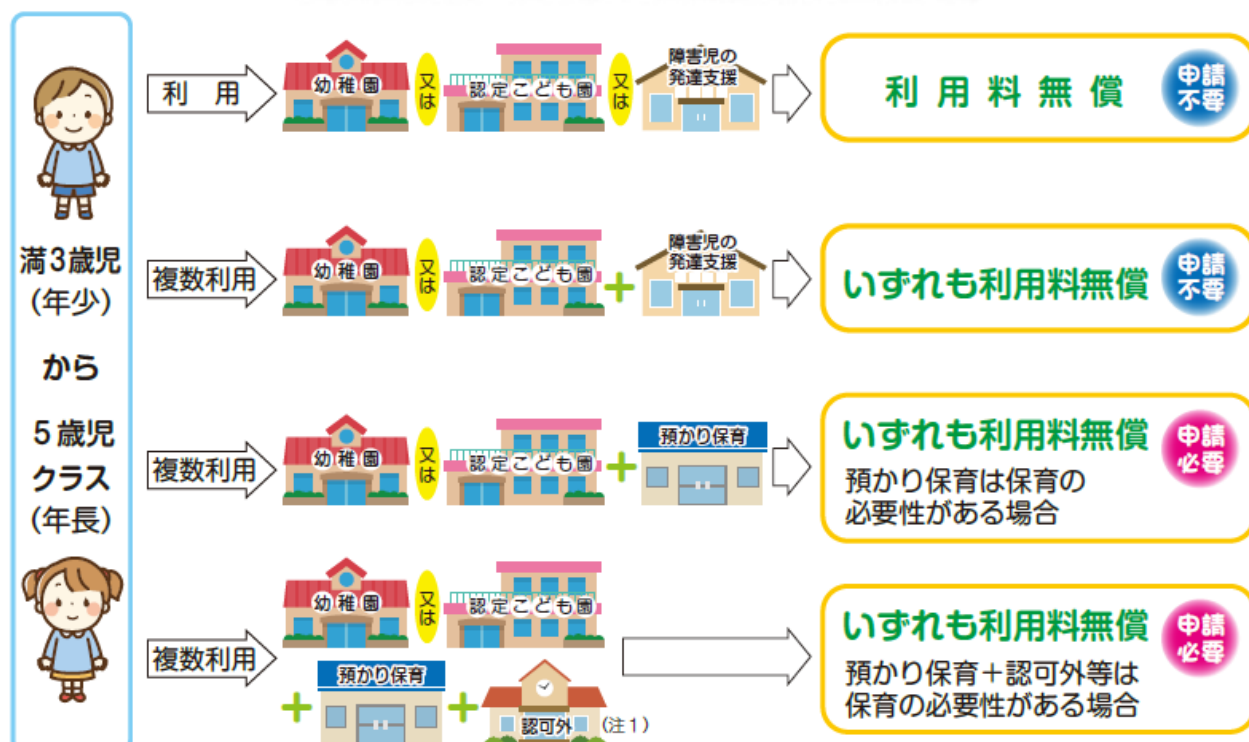 満3歳児
(年少)
から
5歳児
クラス
(年長)
利 用
幼稚園
又は
認定こども園
又は
障害児の
発達支援
利用料無償
申請
不要
複数利用
幼稚園
又は
認定こども園
+
障害児の
発達支援
いずれも利用料無償
申請
不要
複数利用
幼稚園
又は
認定こども園
+
預かり保育
いずれも利用料無償
申請
必要
預かり保育は保育の
必要性がある場合
複数利用
幼稚園
又は
認定こども園
+
預かり保育
+
認可外
(注1)
いずれも利用料無償
申請
必要
預かり保育+認可外等は
保育の必要性がある場合